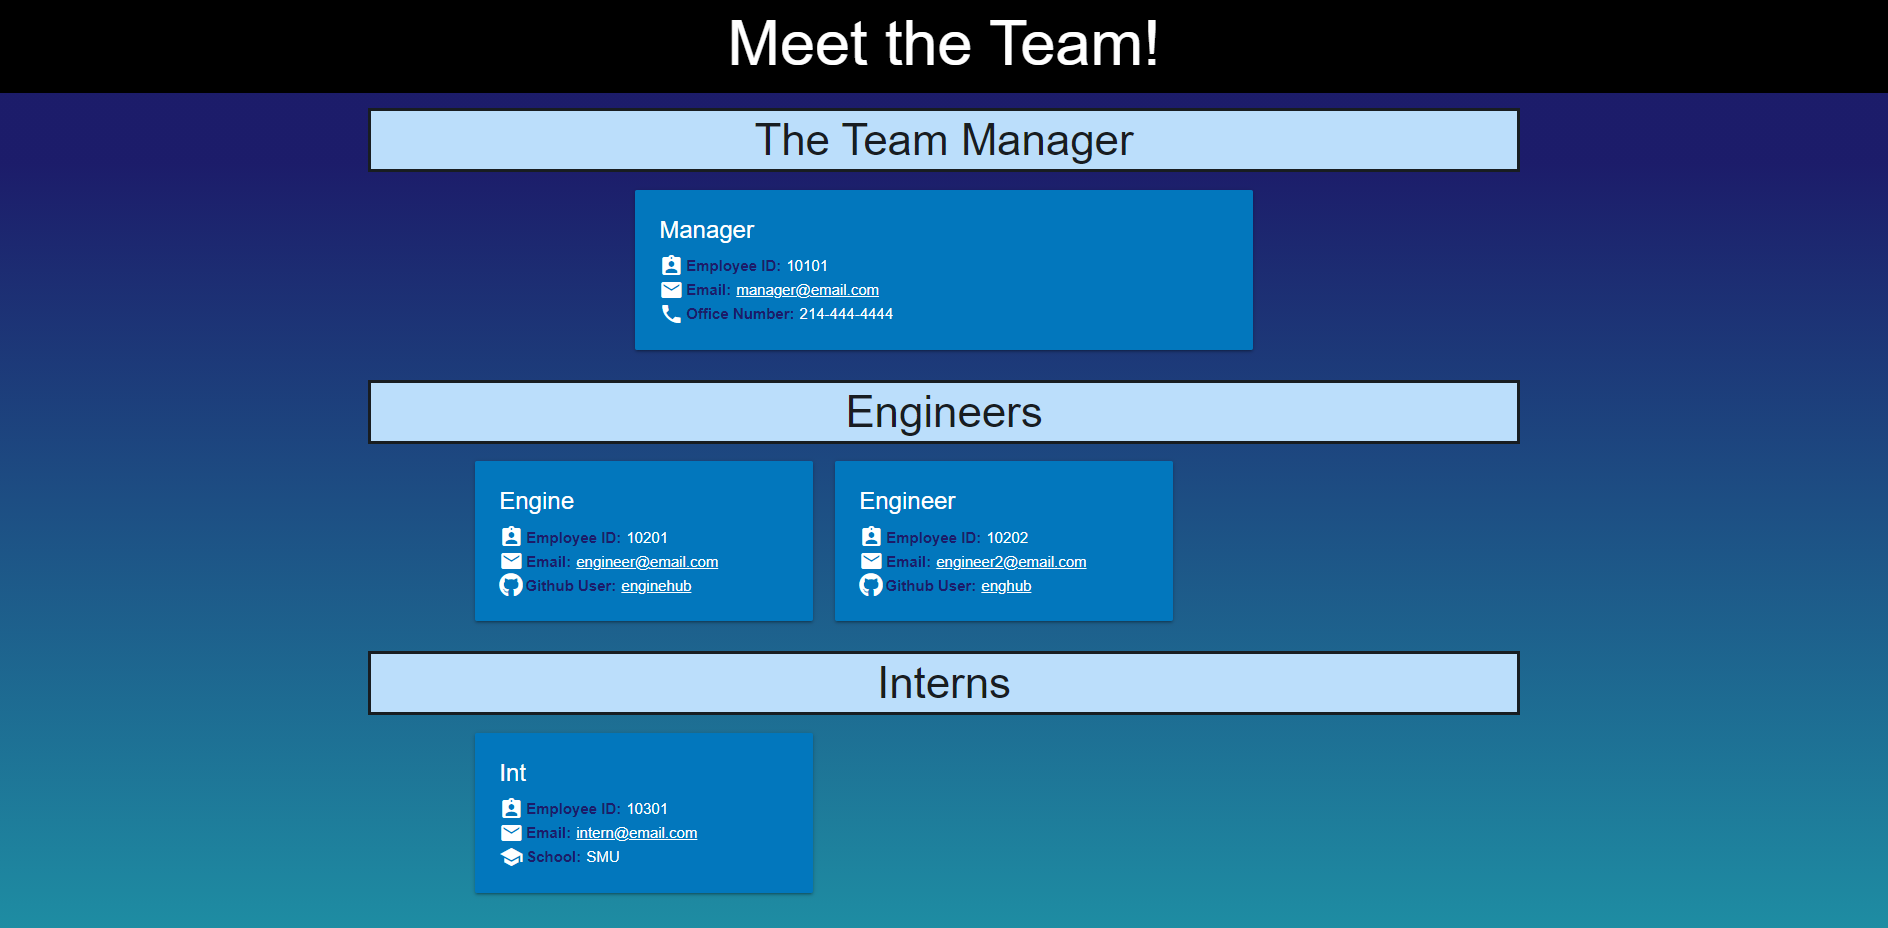 Meet the Team!
The Team Manager
Manager
Employee ID: 10101
Email: manager@email.com
Office Number: 214-444-4444
Engineers
Engine
Employee ID: 10201
Email: engineer@email.com
Github User: enginehub
Engineer
Employee ID: 10202
Email: engineer2@email.com
Github User: enghub
Interns
Int
Employee ID: 10301
Email: intern@email.com
School: SMU